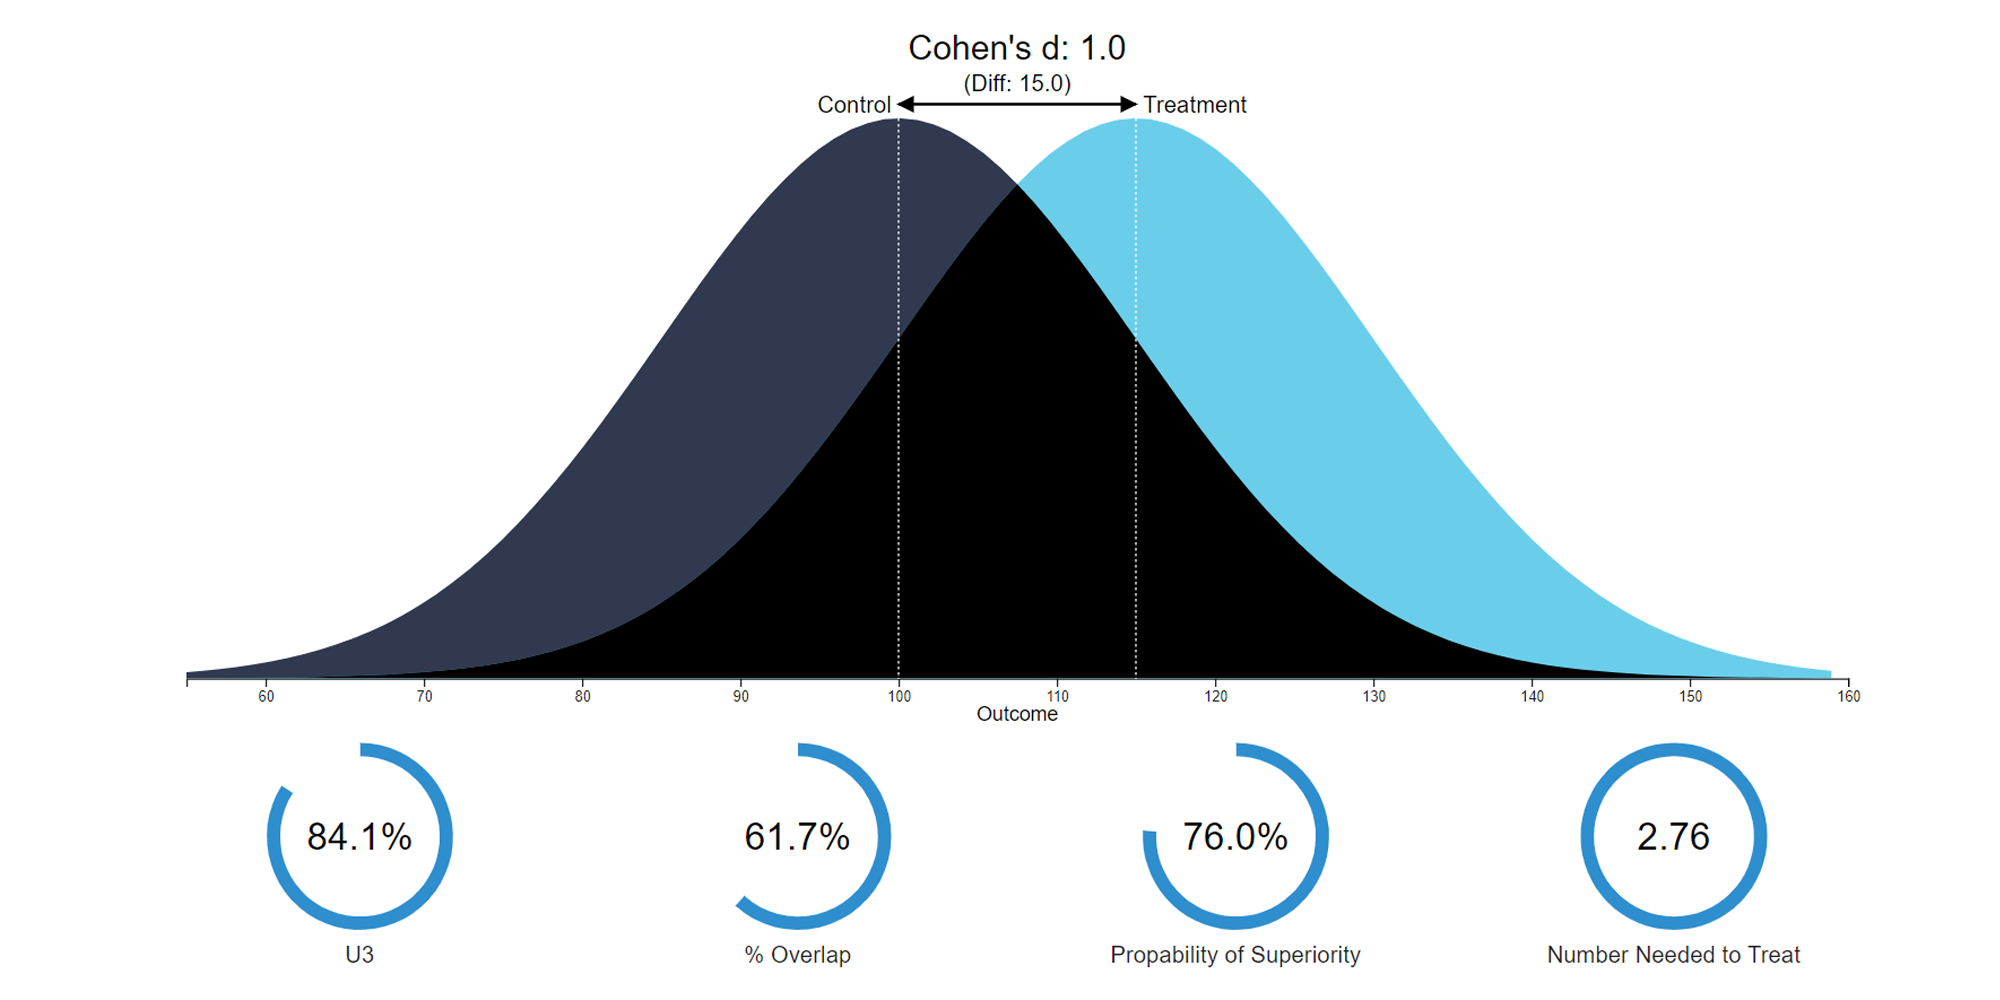 Cohen's d: 1.0
(Diff: 15.0)
Control Treatment
60 70 80 90 100 110 120 130 140 150 160
Outcome
84.1% 61.7% 76.0% 2.76
U3 % Overlap Propability of Superiority Number Needed to Treat